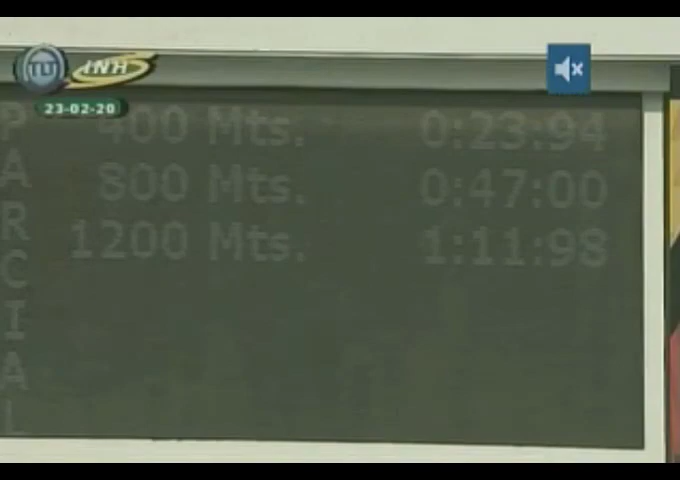 TLT INH
23-02-20
PARCIAL
400 Mts. 0:23:94
800 Mts. 0:47:00
1200 Mts. 1:11:98